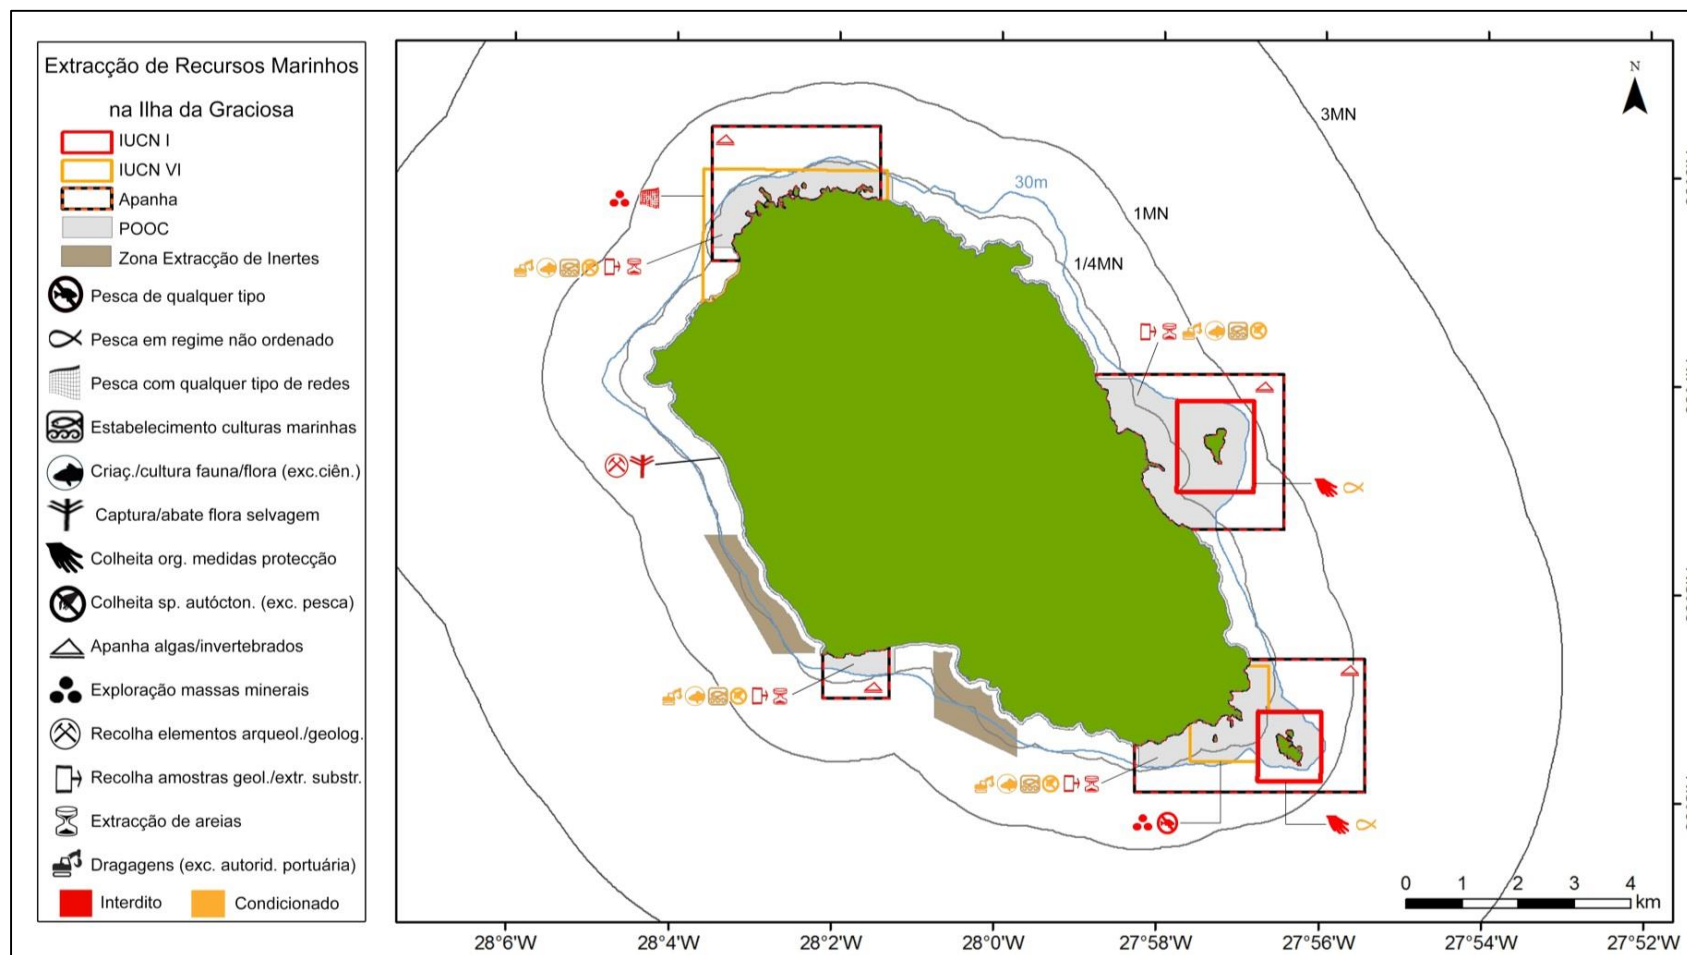 Extracção de Recursos Marinhos
na Ilha da Graciosa
IUCN I
IUCN VI
Apanha
POOC
Zona Extracção de Inertes
Pesca de qualquer tipo
Pesca em regime não ordenado
Pesca com qualquer tipo de redes
Estabelecimento culturas marinhas
Criaç./cultura fauna/flora (exc.ciên.)
Captura/abate flora selvagem
Colheita org. medidas protecção
Colheita sp. autócton. (exc. pesca)
Apanha algas/invertebrados
Exploração massas minerais
Recolha elementos arqueol./geolog.
Recolha amostras geol./extr. substr.
Extracção de areias
Dragagens (exc. autorid. portuária)
Interdito
Condicionado
N
3MN
30m
1MN
1/4MN
0 1 2 3 4
km
28°6'W 28°4'W 28°2'W 28°0'W 27°58'W 27°56'W 27°54'W 27°52'W